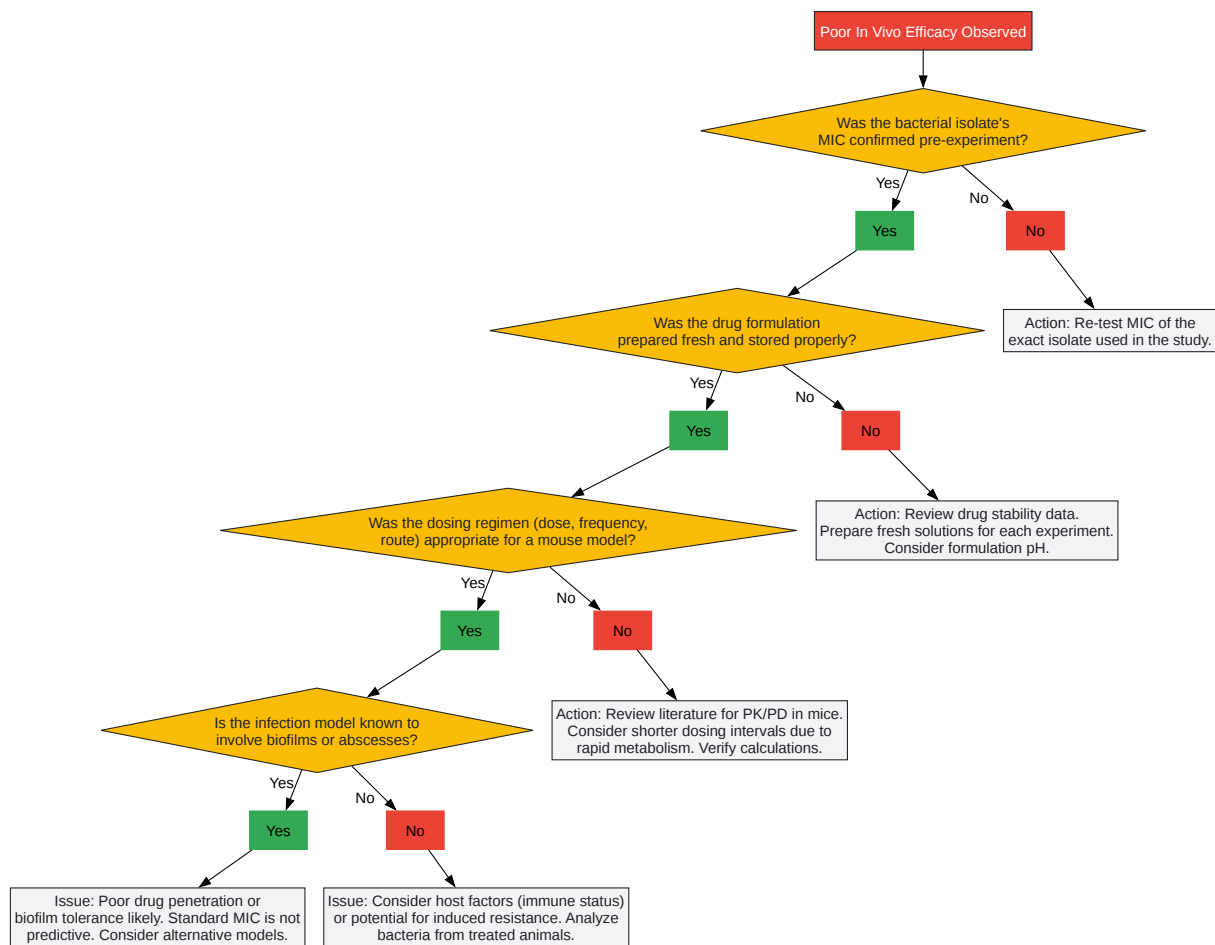 Poor In Vivo Efficacy Observed
Was the bacterial isolate's
MIC confirmed pre-experiment?
Yes
No
Yes
No
Was the drug formulation
prepared fresh and stored properly?
Action: Re-test MIC of the
exact isolate used in the study.
Yes
No
Yes
No
Was the dosing regimen (dose, frequency,
route) appropriate for a mouse model?
Action: Review drug stability data.
Prepare fresh solutions for each experiment.
Consider formulation pH.
Yes
No
Yes
No
Is the infection model known to
involve biofilms or abscesses?
Action: Review literature for PK/PD in mice.
Consider shorter dosing intervals due to
rapid metabolism. Verify calculations.
Yes
No
Yes
No
Issue: Poor drug penetration or
biofilm tolerance likely. Standard MIC is not
predictive. Consider alternative models.
Issue: Consider host factors (immune status)
or potential for induced resistance. Analyze
bacteria from treated animals.